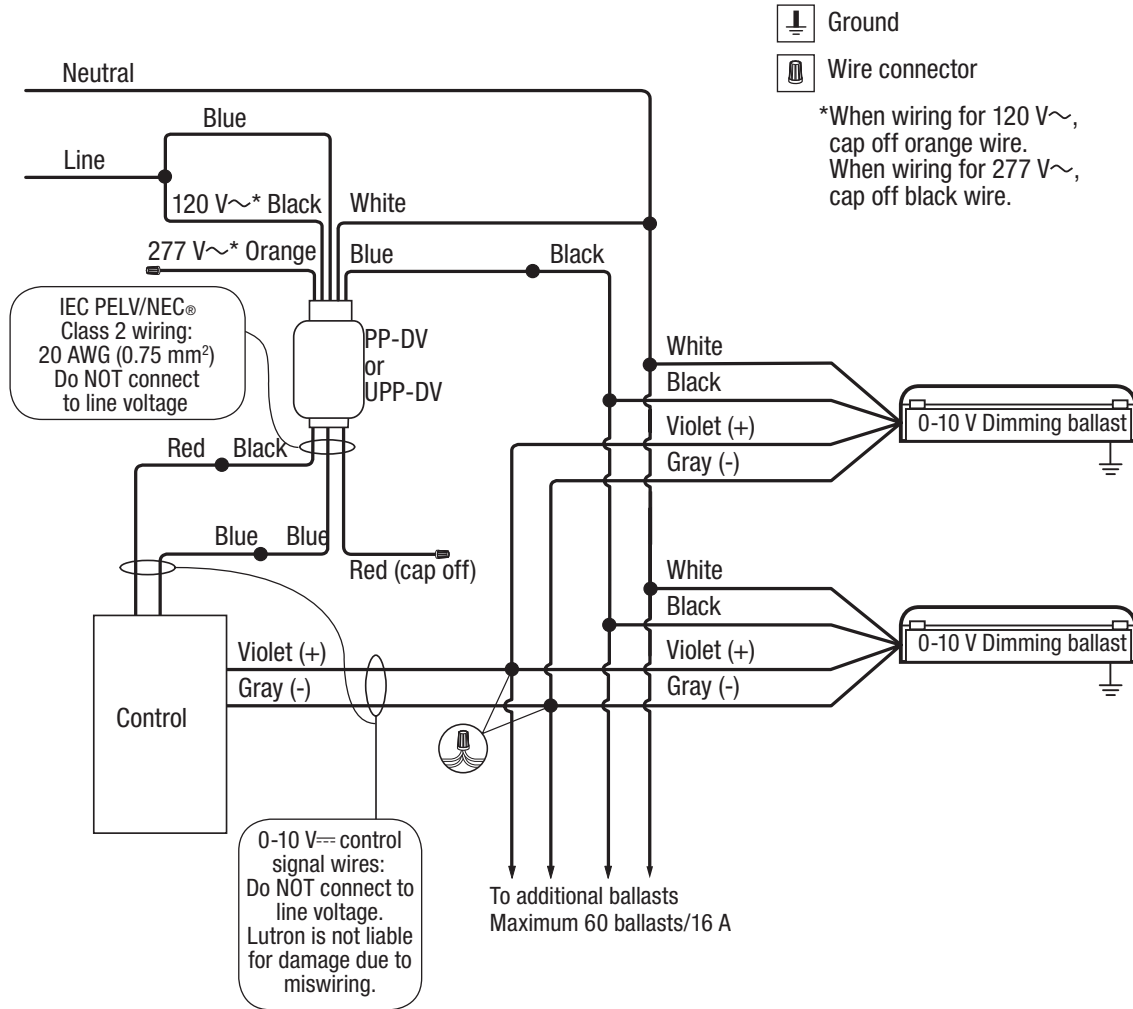 Ground
Wire connector
*When wiring for 120 V~,
cap off orange wire.
When wiring for 277 V~,
cap off black wire.
Neutral
Blue
Line
120 V~* Black
White
277 V~* Orange
Blue
Black
IEC PELV/NEC®
Class 2 wiring:
20 AWG (0.75 mm²)
Do NOT connect
to line voltage
PP-DV
or
UPP-DV
White
Black
Violet (+)
Gray (-)
0-10 V Dimming ballast
Red
Black
Blue
Blue
Red (cap off)
White
Black
Violet (+)
Gray (-)
0-10 V Dimming ballast
Violet (+)
Gray (-)
Control
0-10 V⎓ control
signal wires:
Do NOT connect to
line voltage.
Lutron is not liable
for damage due to
miswiring.
To additional ballasts
Maximum 60 ballasts/16 A